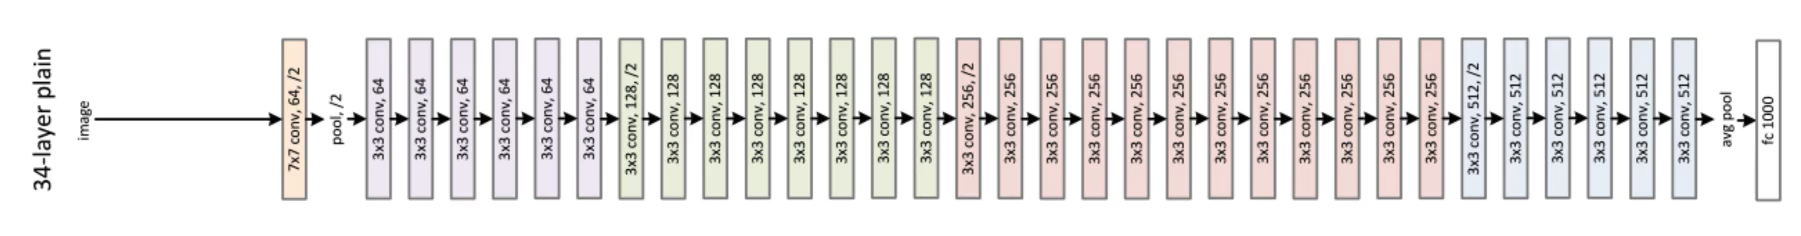 34-layer plain
image
7x7 conv, 64, /2
pool, /2
3x3 conv, 64
3x3 conv, 64
3x3 conv, 64
3x3 conv, 64
3x3 conv, 64
3x3 conv, 64
3x3 conv, 128, /2
3x3 conv, 128
3x3 conv, 128
3x3 conv, 128
3x3 conv, 128
3x3 conv, 128
3x3 conv, 128
3x3 conv, 128
3x3 conv, 256, /2
3x3 conv, 256
3x3 conv, 256
3x3 conv, 256
3x3 conv, 256
3x3 conv, 256
3x3 conv, 256
3x3 conv, 256
3x3 conv, 256
3x3 conv, 256
3x3 conv, 256
3x3 conv, 256
3x3 conv, 512, /2
3x3 conv, 512
3x3 conv, 512
3x3 conv, 512
3x3 conv, 512
3x3 conv, 512
avg pool
fc 1000